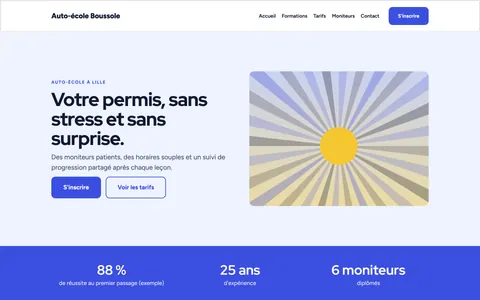 Auto-école Boussole
Accueil Formations Tarifs Moniteurs Contact S'inscrire
AUTO-ÉCOLE À LILLE
Votre permis, sans
stress et sans
surprise.
Des moniteurs patients, des horaires souples et un suivi de
progression partagé après chaque leçon.
S'inscrire Voir les tarifs
88 % 25 ans 6 moniteurs
de réussite au premier passage (exemple) d'expérience diplômés